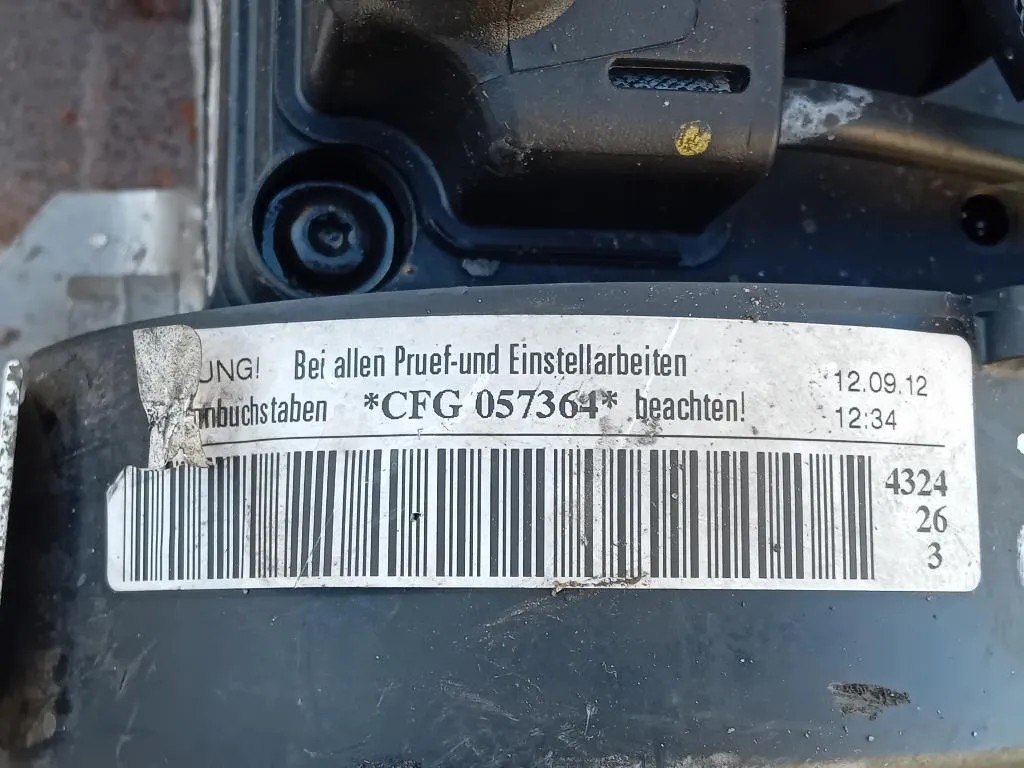 UNG! Bei allen Pruef-und Einstellarbeiten
nbuchstaben *CFG 057364* beachten!
12.09.12
12:34
4324
26
3